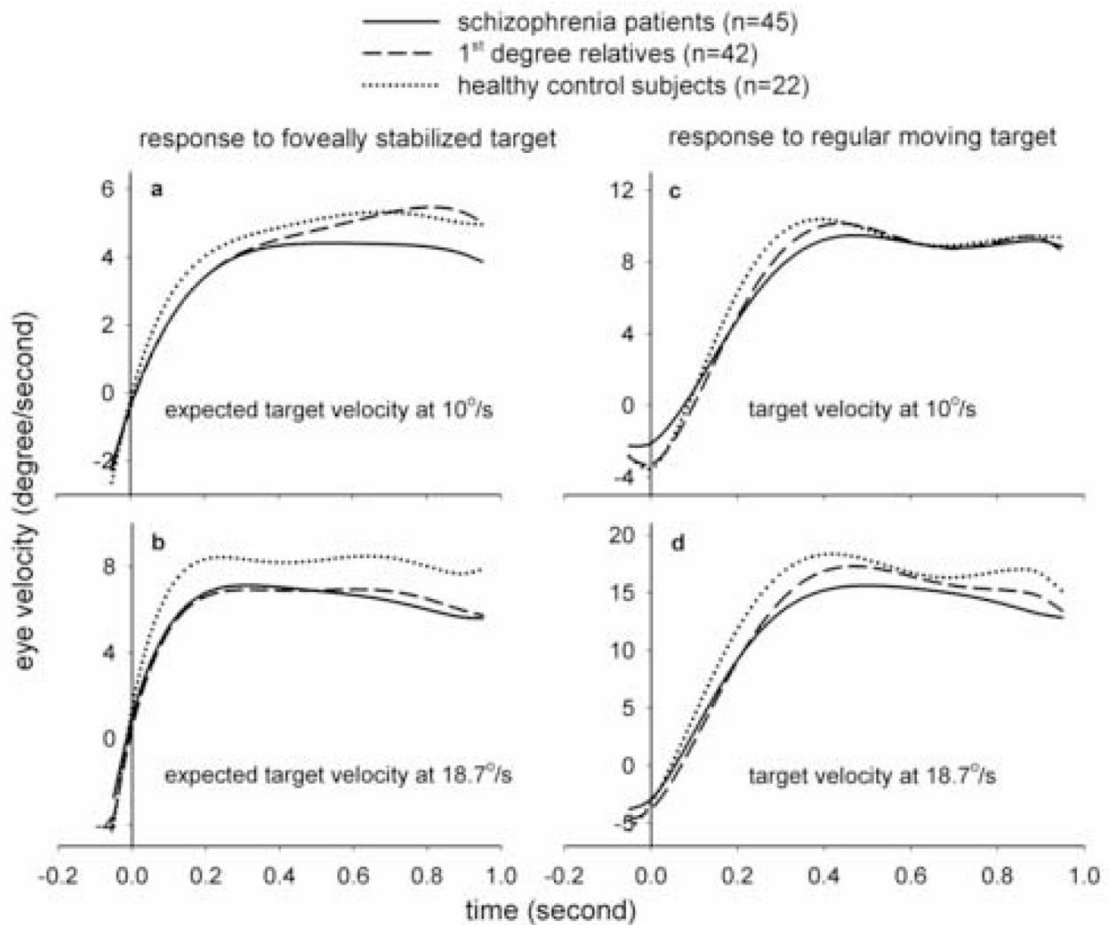 schizophrenia patients (n=45)
1st degree relatives (n=42)
healthy control subjects (n=22)
response to foveally stabilized target
response to regular moving target
eye velocity (degree/second)
a
6
4
2
0
-2
expected target velocity at 10°/s
c
12
8
4
0
-4
target velocity at 10°/s
b
8
4
0
-4
expected target velocity at 18.7°/s
-0.2 0.0 0.2 0.4 0.6 0.8 1.0
d
20
15
10
5
0
-5
target velocity at 18.7°/s
-0.2 0.0 0.2 0.4 0.6 0.8 1.0
time (second)